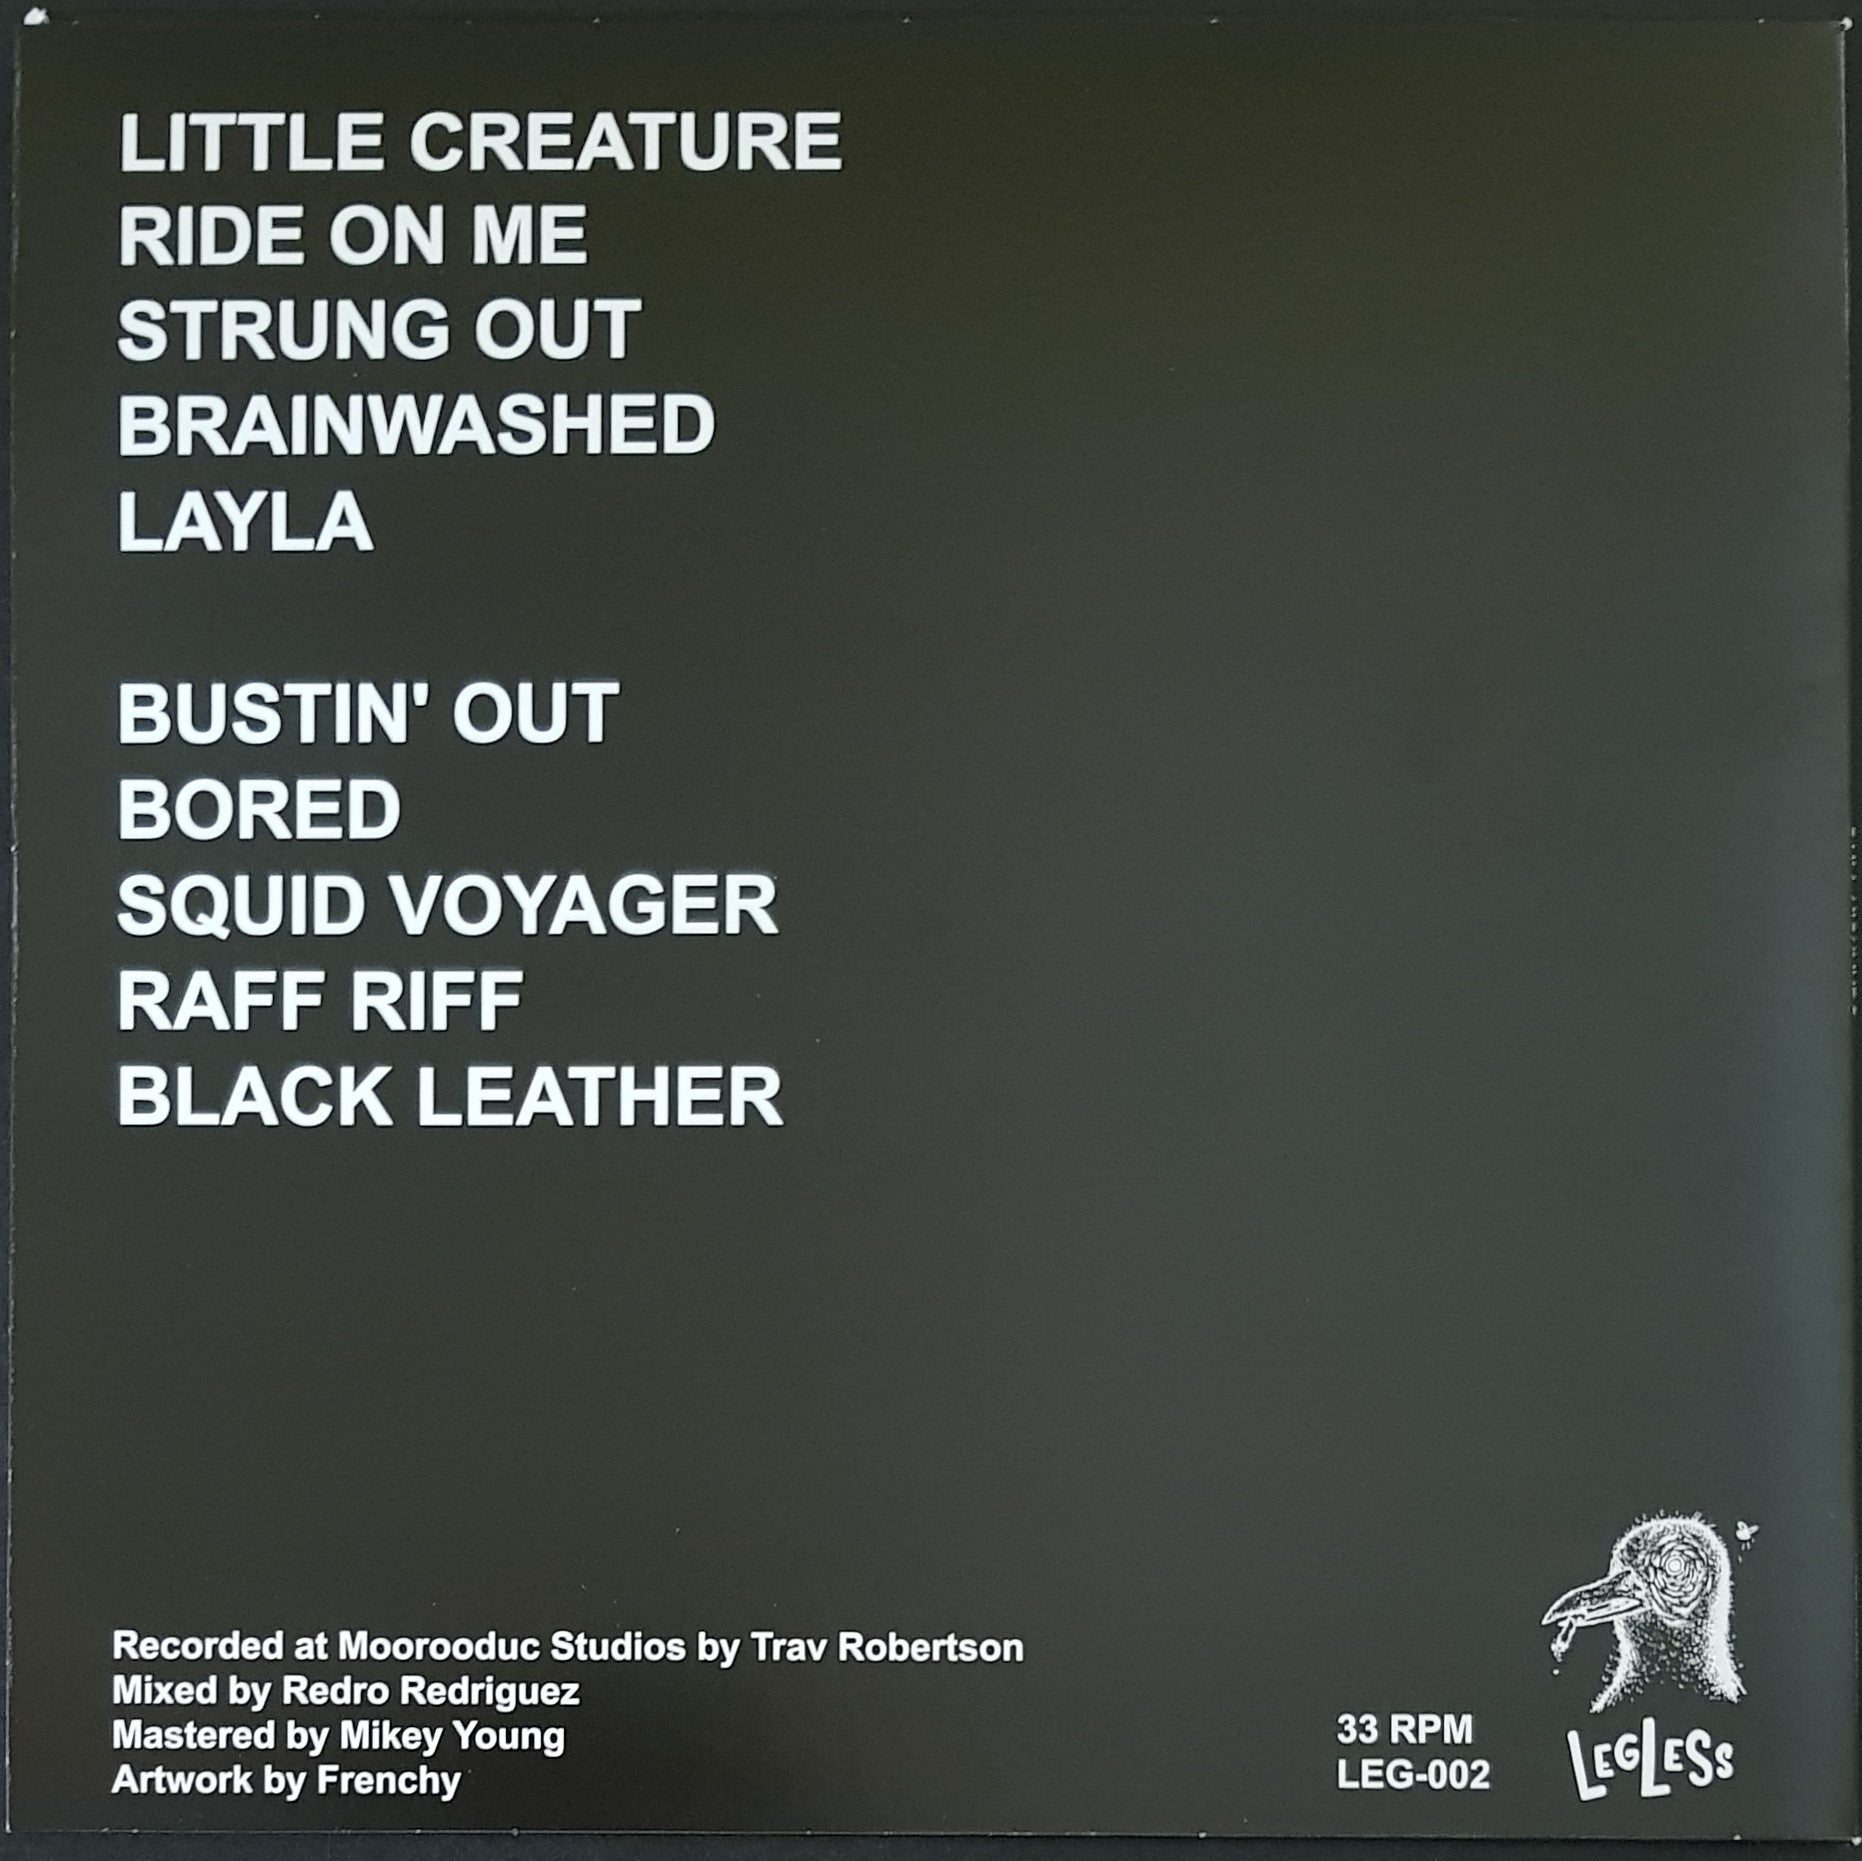 LITTLE CREATURE
RIDE ON ME
STRUNG OUT
BRAINWASHED
LAYLA
BUSTIN' OUT
BORED
SQUID VOYAGER
RAFF RIFF
BLACK LEATHER
Recorded at Moorooduc Studios by Trav Robertson
Mixed by Redro Redriguez
Mastered by Mikey Young
Artwork by Frenchy
33 RPM
LEG-002
LEGLESS